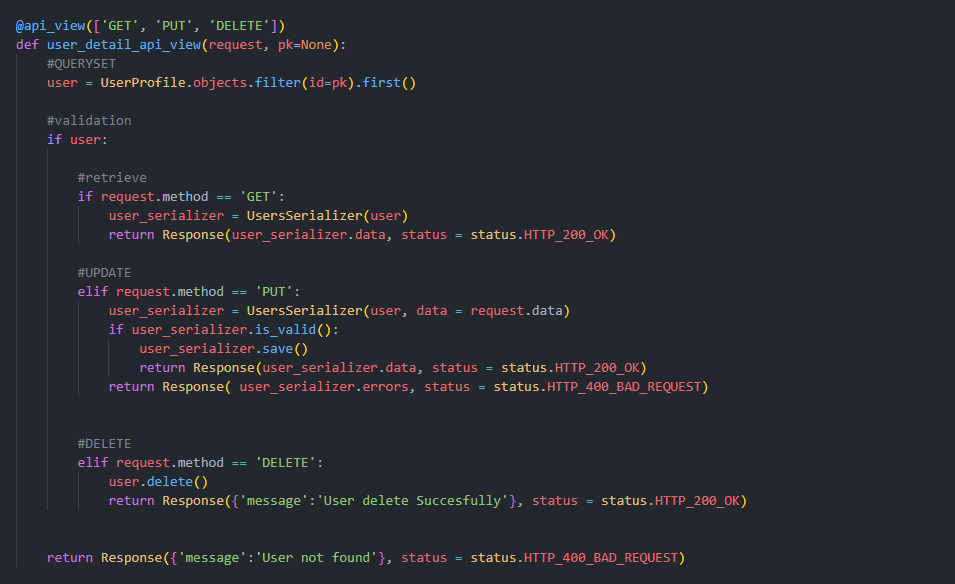 @api_view(['GET', 'PUT', 'DELETE'])
def user_detail_api_view(request, pk=None):
#QUERYSET
user = UserProfile.objects.filter(id=pk).first()
#validation
if user:
#retrieve
if request.method == 'GET':
user_serializer = UsersSerializer(user)
return Response(user_serializer.data, status = status.HTTP_200_OK)
#UPDATE
elif request.method == 'PUT':
user_serializer = UsersSerializer(user, data = request.data)
if user_serializer.is_valid():
user_serializer.save()
return Response(user_serializer.data, status = status.HTTP_200_OK)
return Response( user_serializer.errors, status = status.HTTP_400_BAD_REQUEST)
#DELETE
elif request.method == 'DELETE':
user.delete()
return Response({'message':'User delete Succesfully'}, status = status.HTTP_200_OK)
return Response({'message':'User not found'}, status = status.HTTP_400_BAD_REQUEST)